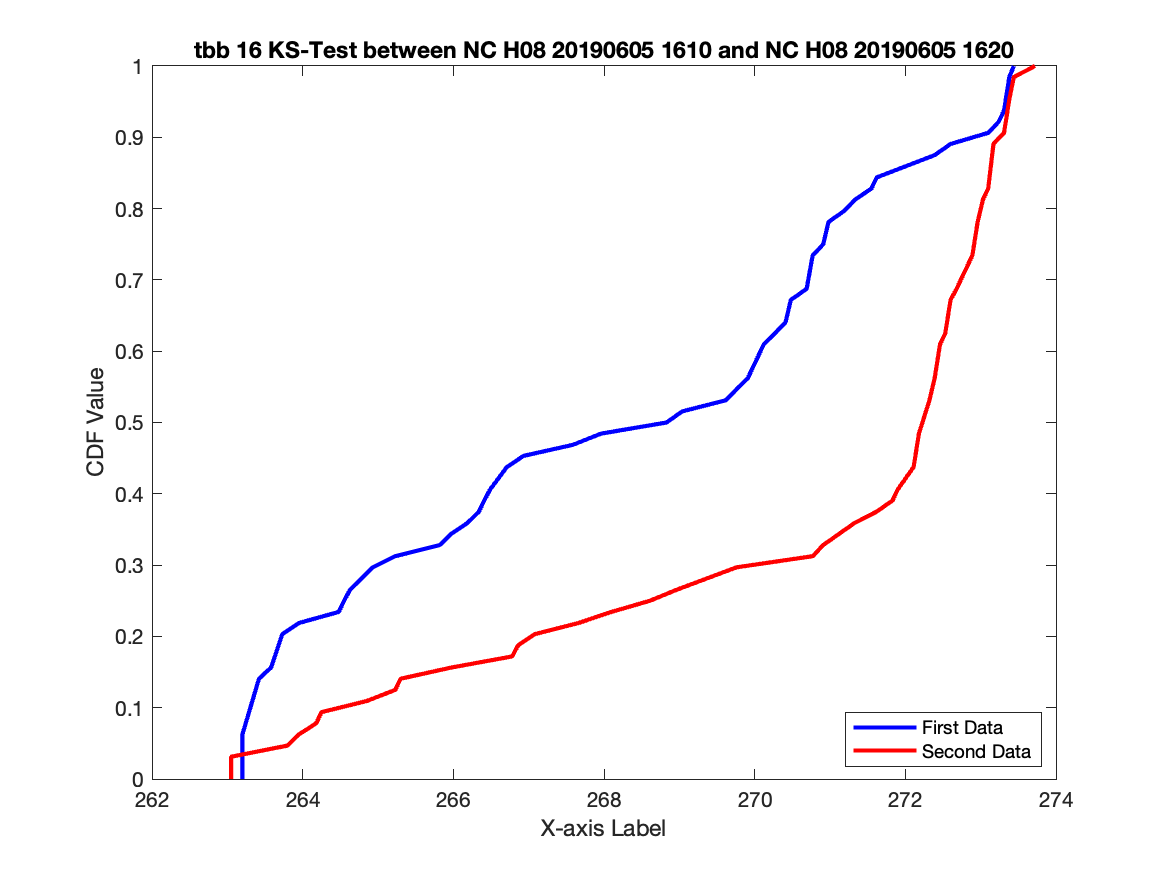 tbb 16 KS-Test between NC H08 20190605 1610 and NC H08 20190605 1620
1
0.9
0.8
0.7
0.6
0.5
0.4
0.3
0.2
0.1
0
CDF Value
First Data
Second Data
262 264 266 268 270 272 274
X-axis Label